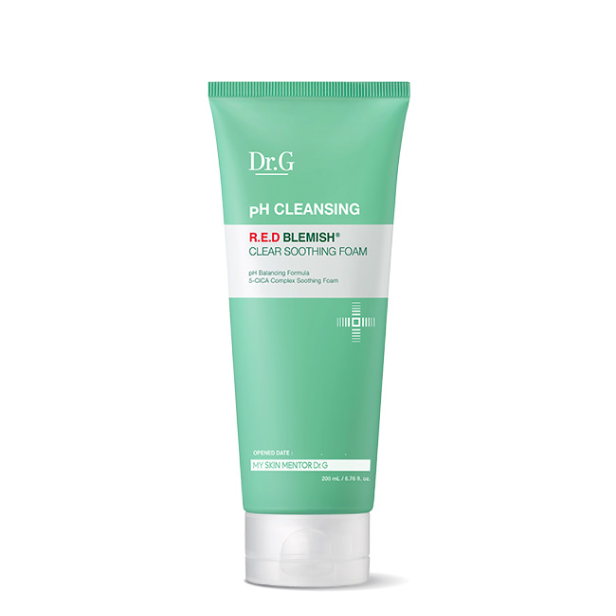 Dr.G
pH CLEANSING
R.E.D BLEMISH®
CLEAR SOOTHING FOAM
pH Balancing Formula
5-CICA Complex Soothing Foam
OPENED DATE : . .
MY SKIN MENTOR Dr.G
200 mL / 6.76 fl. oz.